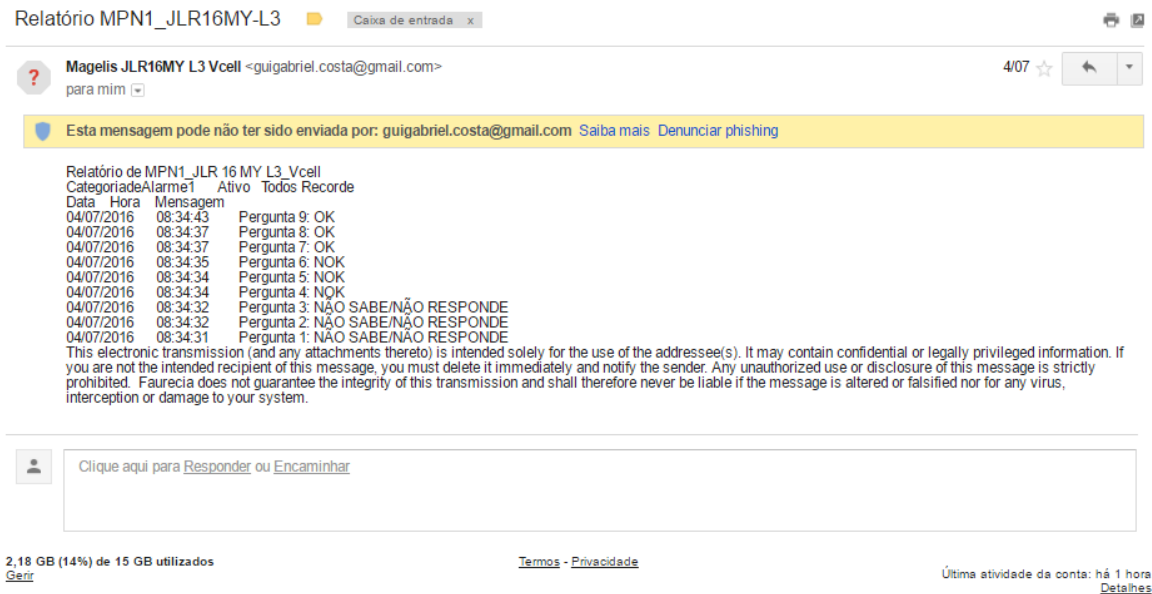 Relatório MPN1_JLR16MY-L3 Caixa de entrada x
Magelis JLR16MY L3 Vcell <guigabriel.costa@gmail.com> 4/07
para mim
Esta mensagem pode não ter sido enviada por: guigabriel.costa@gmail.com Saiba mais Denunciar phishing
Relatório de MPN1_JLR 16 MY L3_Vcell
CategoriadeAlarme1 Ativo Todos Recorde
Data Hora Mensagem
04/07/2016 08:34:43 Pergunta 9: OK
04/07/2016 08:34:37 Pergunta 8: OK
04/07/2016 08:34:37 Pergunta 7: OK
04/07/2016 08:34:35 Pergunta 6: NOK
04/07/2016 08:34:34 Pergunta 5: NOK
04/07/2016 08:34:34 Pergunta 4: NOK
04/07/2016 08:34:32 Pergunta 3: NÃO SABE/NÃO RESPONDE
04/07/2016 08:34:32 Pergunta 2: NÃO SABE/NÃO RESPONDE
04/07/2016 08:34:31 Pergunta 1: NÃO SABE/NÃO RESPONDE
This electronic transmission (and any attachments thereto) is intended solely for the use of the addressee(s). It may contain confidential or legally privileged information. If
you are not the intended recipient of this message, you must delete it immediately and notify the sender. Any unauthorized use or disclosure of this message is strictly
prohibited. Faurecia does not guarantee the integrity of this transmission and shall therefore never be liable if the message is altered or falsified nor for any virus,
interception or damage to your system.
Clique aqui para Responder ou Encaminhar
2,18 GB (14%) de 15 GB utilizados
Gerir
Termos - Privacidade
Última atividade da conta: há 1 hora
Detalhes